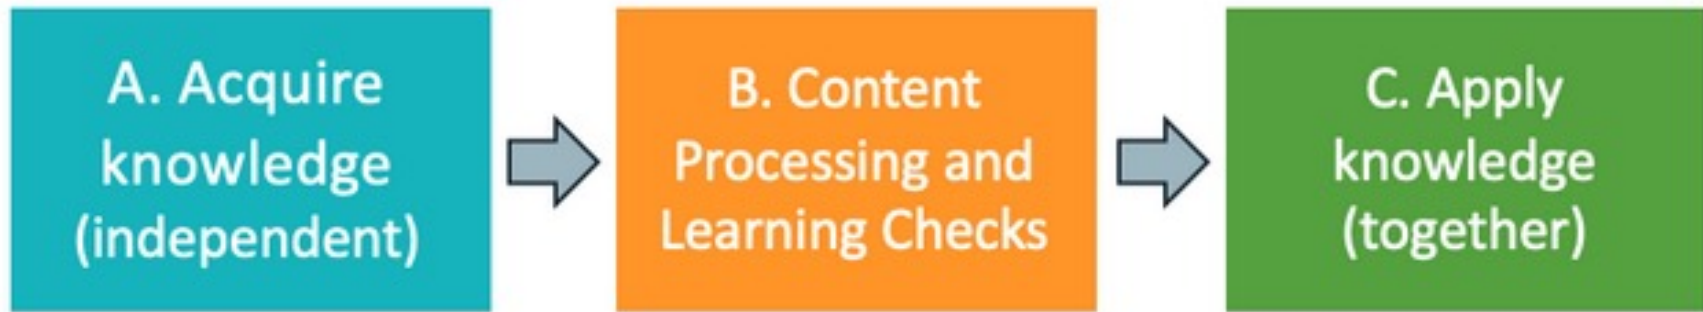 A. Acquire
knowledge
(independent)
B. Content
Processing and
Learning Checks
C. Apply
knowledge
(together)